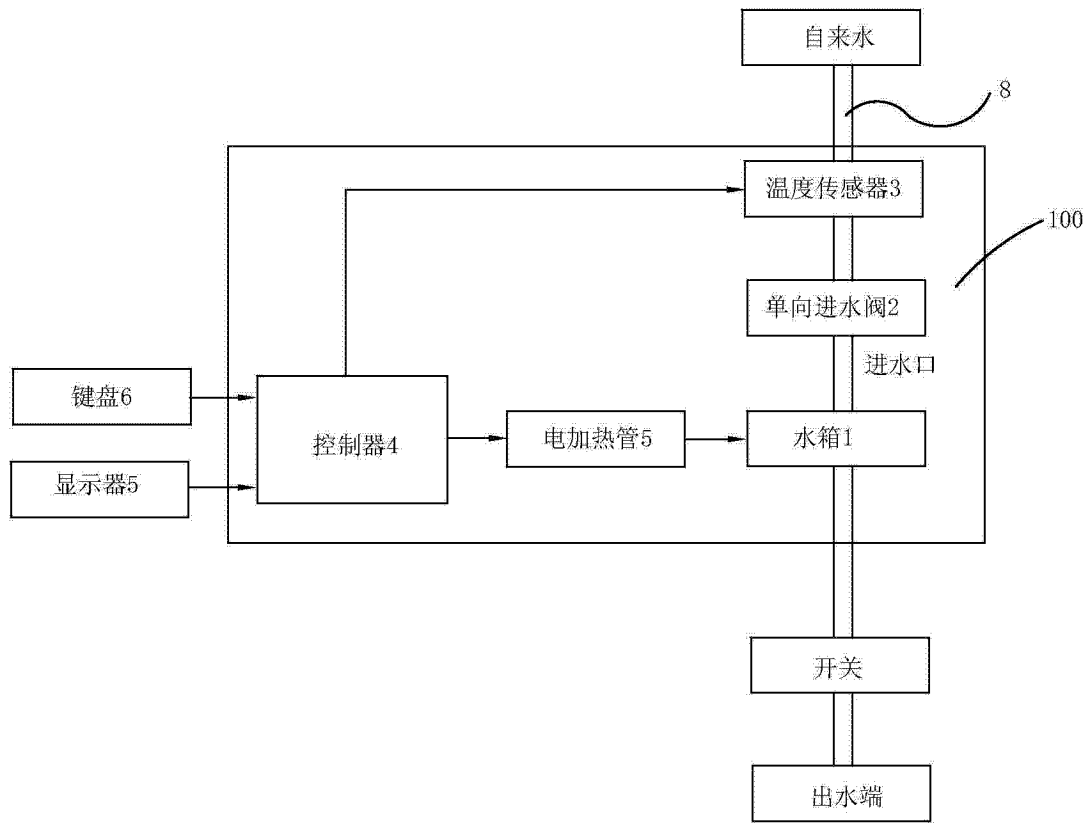 自来水
8
温度传感器3
100
单向进水阀2
进水口
键盘6
控制器4
电加热管5
水箱1
显示器5
开关
出水端